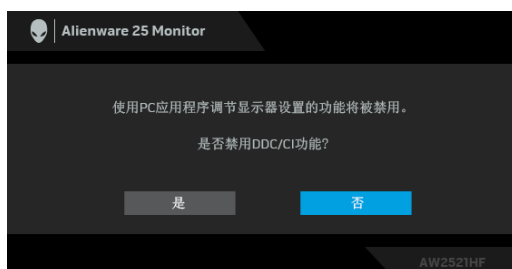 Alienware 25 Monitor
使用PC应用程序调节显示器设置的功能将被禁用。
是否禁用DDC/CI功能?
是
否
AW2521HF